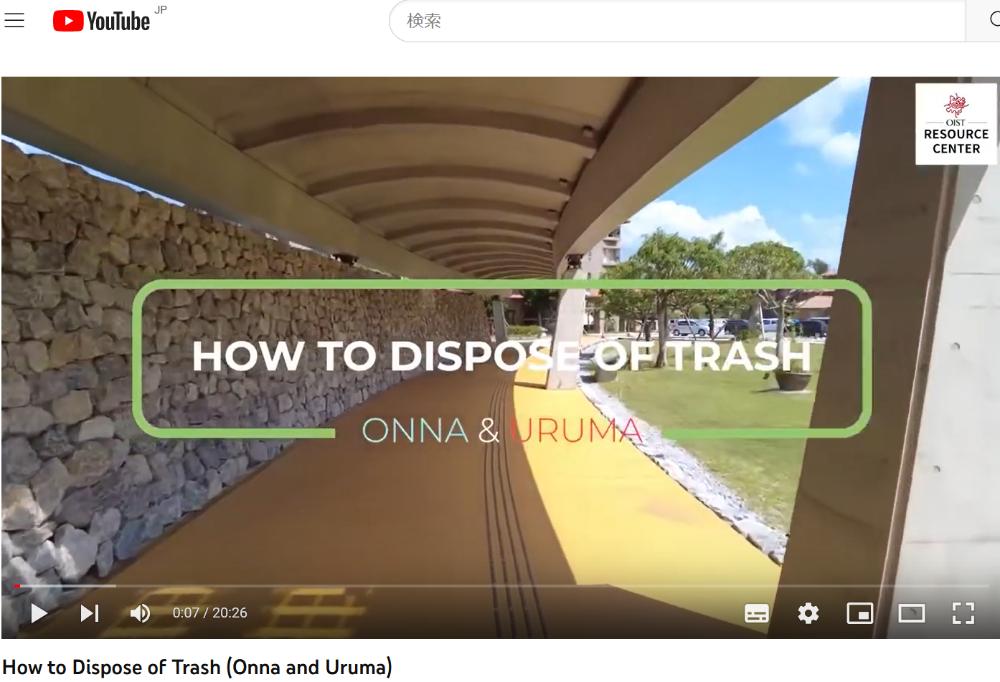 YouTube JP
検索
OIST
RESOURCE
CENTER
HOW TO DISPOSE OF TRASH
ONNA & URUMA
0:07 / 20:26
How to Dispose of Trash (Onna and Uruma)